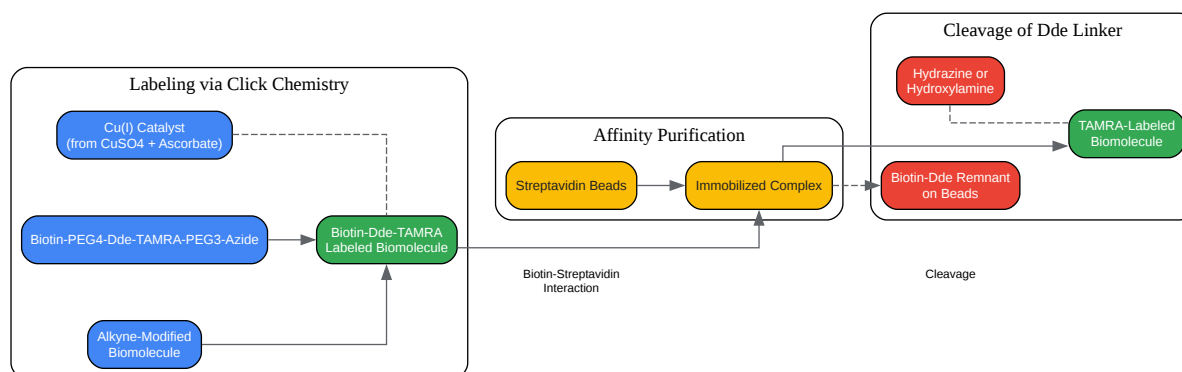 Labeling via Click Chemistry
Cu(I) Catalyst
(from CuSO4 + Ascorbate)
Biotin-PEG4-Dde-TAMRA-PEG3-Azide
Biotin-Dde-TAMRA
Labeled Biomolecule
Alkyne-Modified
Biomolecule
Affinity Purification
Streptavidin Beads
Immobilized Complex
Biotin-Streptavidin
Interaction
Cleavage of Dde Linker
Hydrazine or
Hydroxylamine
TAMRA-Labeled
Biomolecule
Biotin-Dde Remnant
on Beads
Cleavage